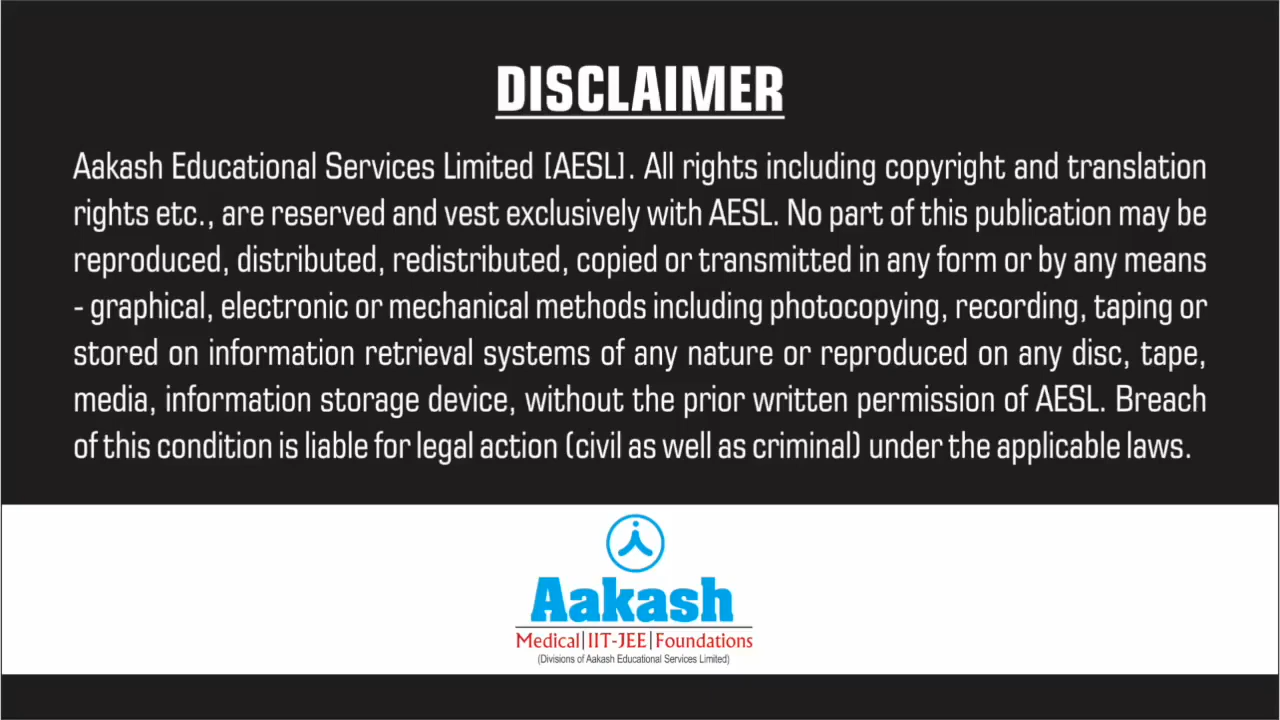 DISCLAIMER
Aakash Educational Services Limited [AESL]. All rights including copyright and translation
rights etc., are reserved and vest exclusively with AESL. No part of this publication may be
reproduced, distributed, redistributed, copied or transmitted in any form or by any means
- graphical, electronic or mechanical methods including photocopying, recording, taping or
stored on information retrieval systems of any nature or reproduced on any disc, tape,
media, information storage device, without the prior written permission of AESL. Breach
of this condition is liable for legal action (civil as well as criminal) under the applicable laws.
Aakash
Medical|IIT-JEE|Foundations
(Divisions of Aakash Educational Services Limited)